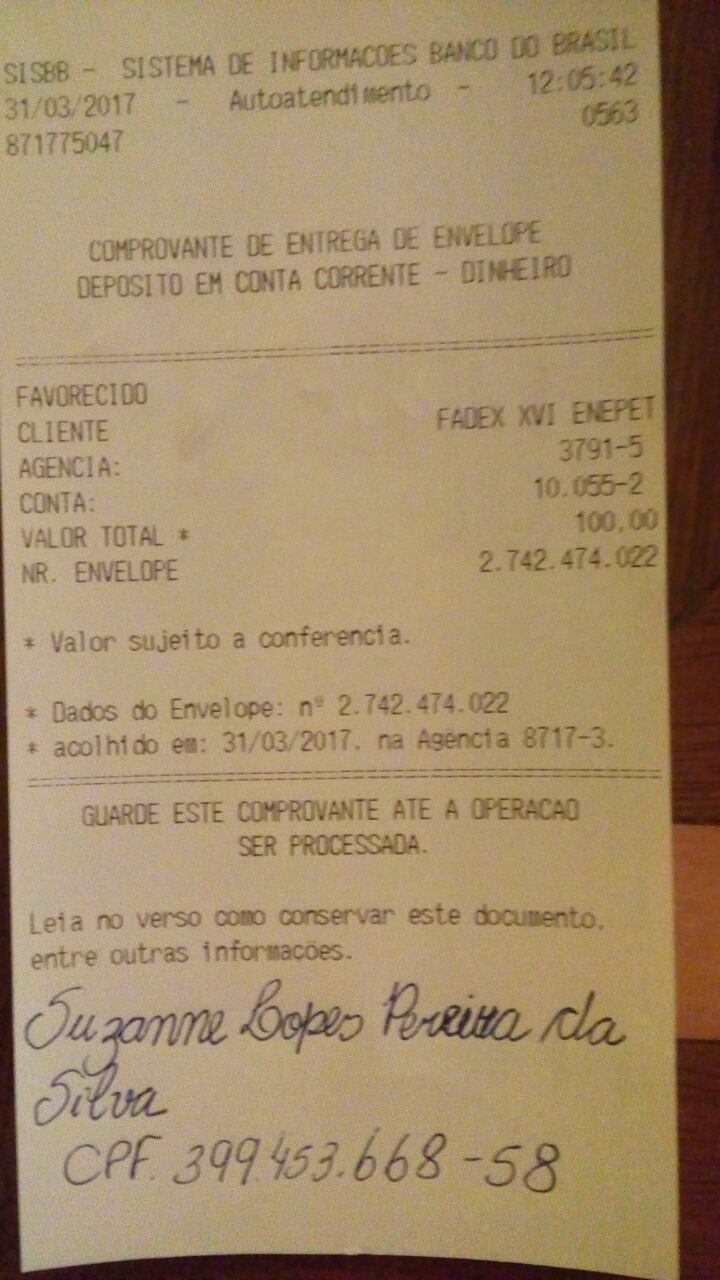 SISBB - SISTEMA DE INFORMACOES BANCO DO BRASIL
31/03/2017 - Autoatendimento - 12:05:42
871775047 0563
COMPROVANTE DE ENTREGA DE ENVELOPE
DEPOSITO EM CONTA CORRENTE - DINHEIRO
FAVORECIDO
CLIENTE FADEX XVI ENEPET
AGENCIA: 3791-5
CONTA: 10.055-2
VALOR TOTAL * 100,00
NR. ENVELOPE 2.742.474.022
* Valor sujeito a conferencia.
* Dados do Envelope: nº 2.742.474.022
* acolhido em: 31/03/2017, na Agência 8717-3.
GUARDE ESTE COMPROVANTE ATE A OPERACAO
SER PROCESSADA.
Leia no verso como conservar este documento,
entre outras informações.
Suzanne Lopes Pereira da
Silva
CPF. 399.453.668-58